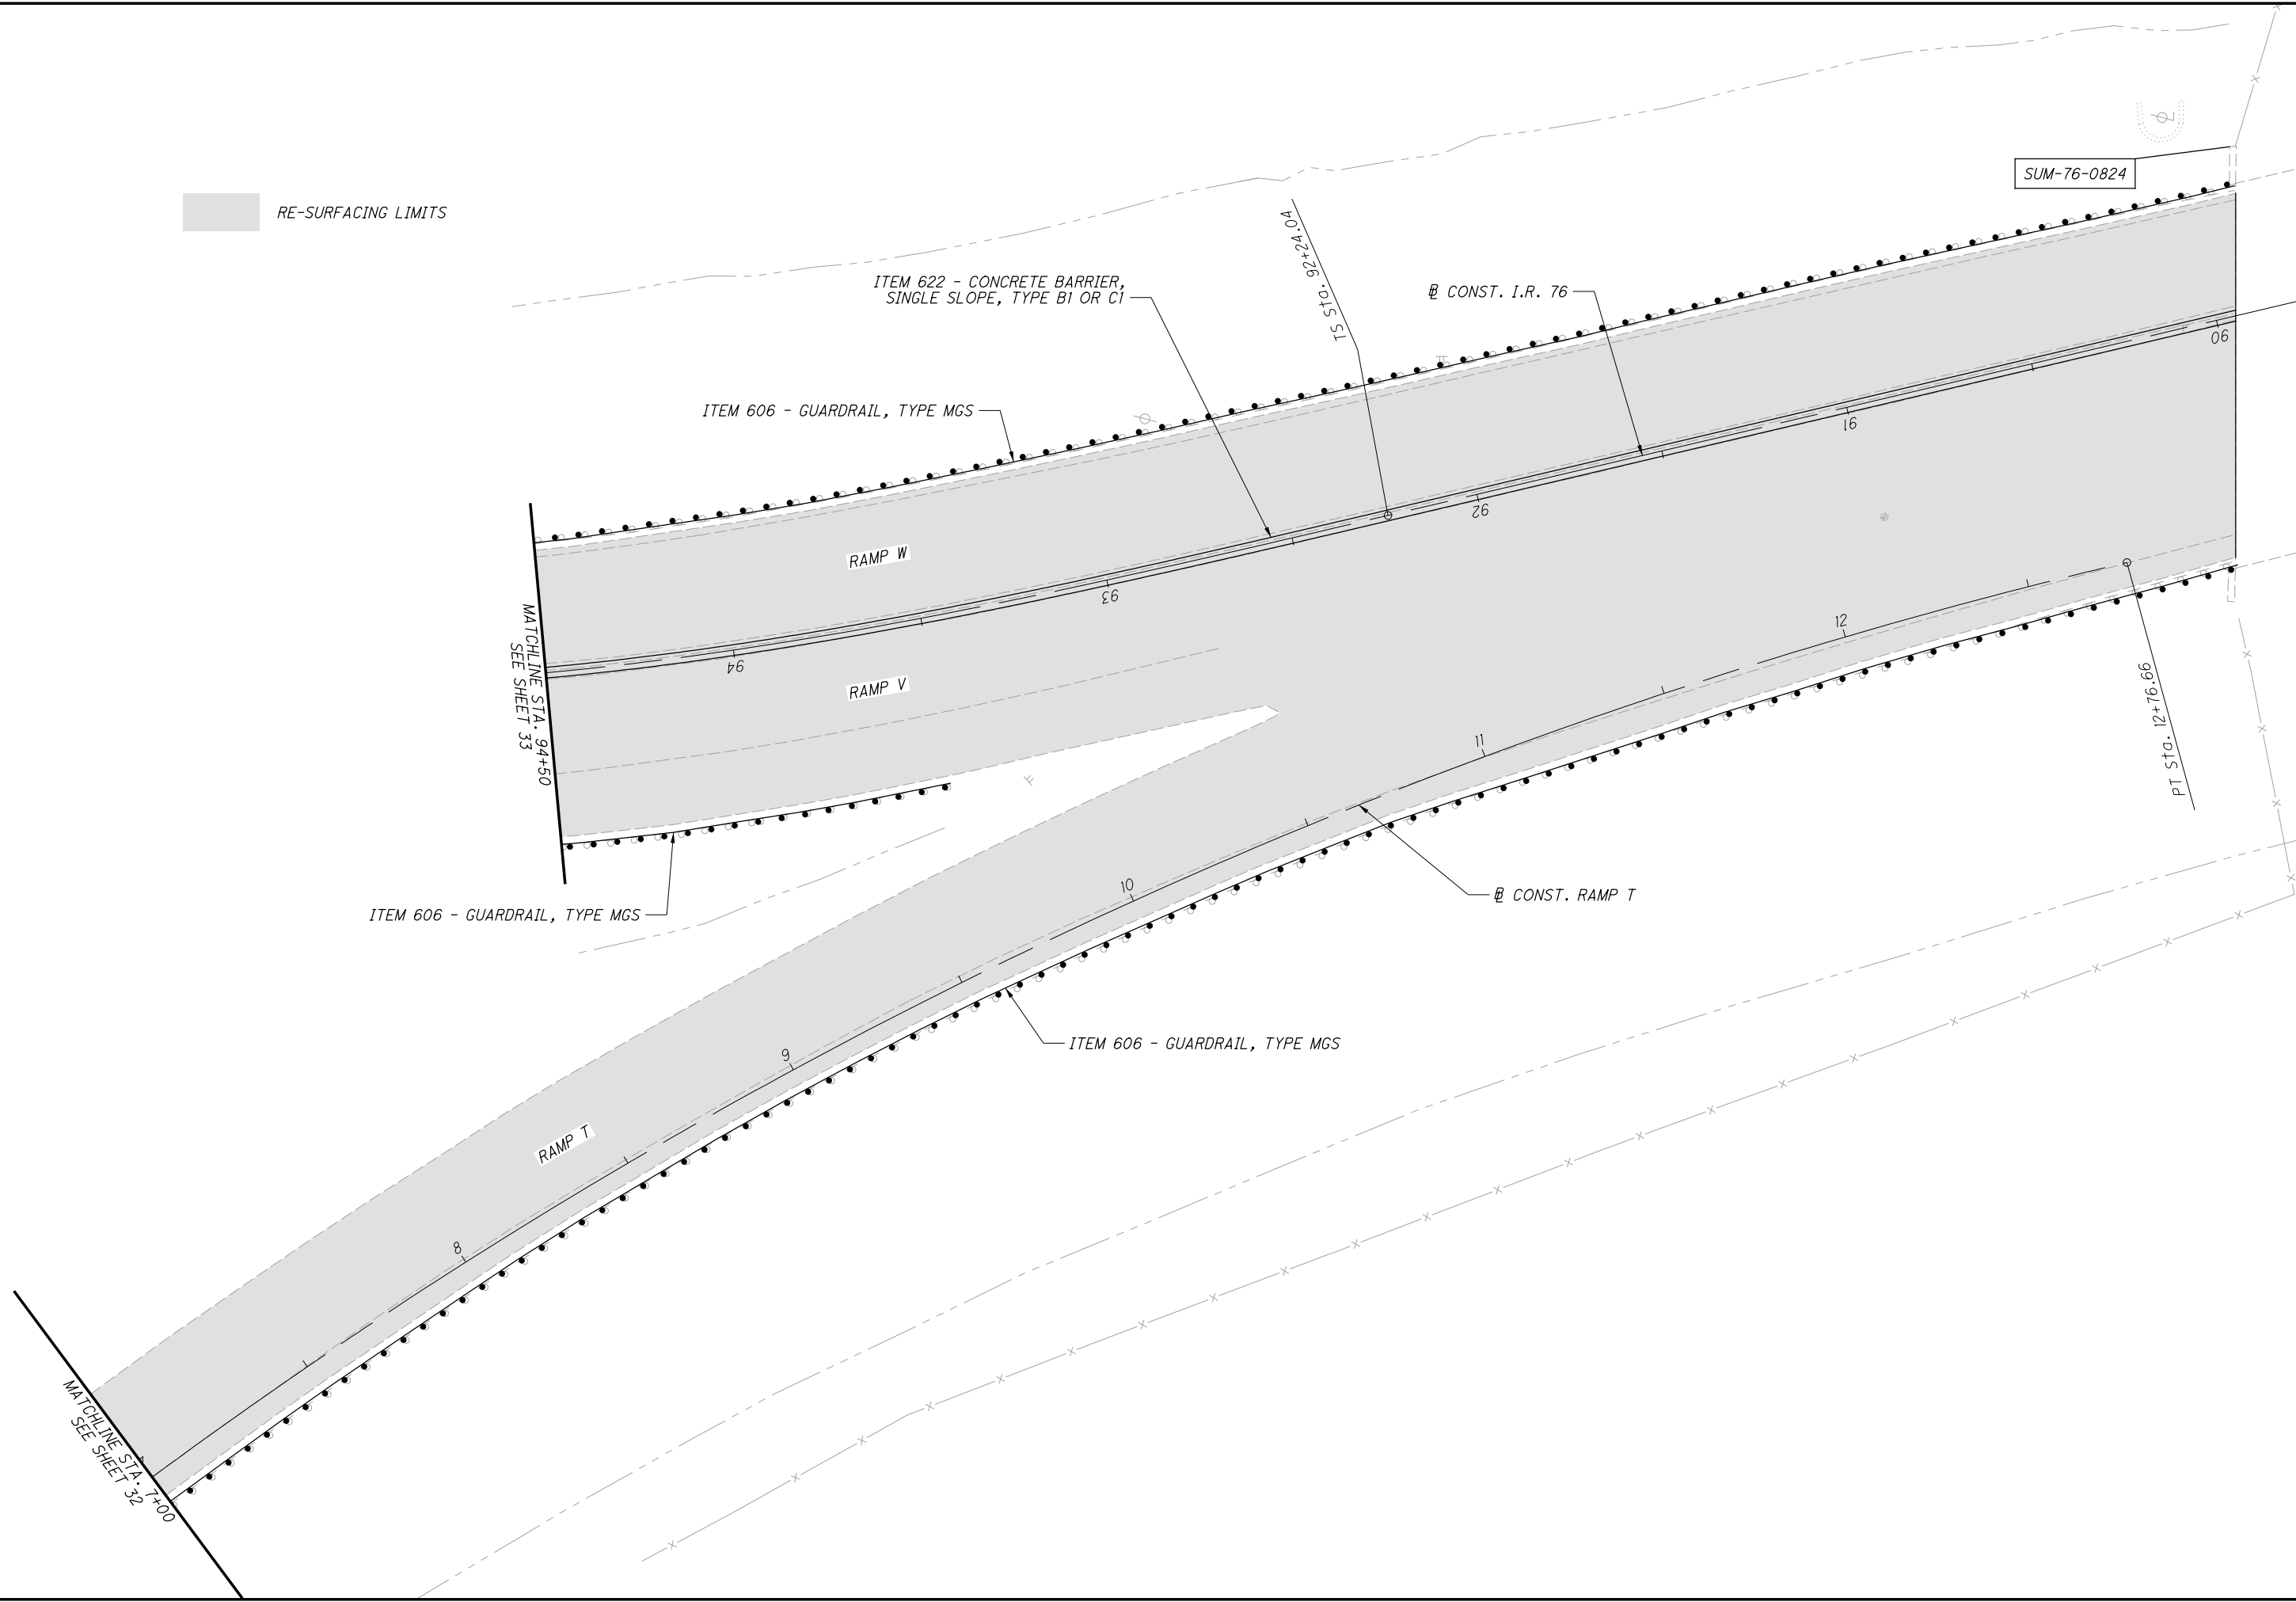 SUM-76-0824
RE-SURFACING LIMITS
TS Sta. 92+24.04
ITEM 622 - CONCRETE BARRIER,
SINGLE SLOPE, TYPE B1 OR C1
℄ CONST. I.R. 76
90
ITEM 606 - GUARDRAIL, TYPE MGS
91
92
RAMP W
93
94
RAMP V
MATCHLINE STA. 94+50
SEE SHEET 33
12
PT Sta. 12+76.66
11
10
℄ CONST. RAMP T
ITEM 606 - GUARDRAIL, TYPE MGS
9
ITEM 606 - GUARDRAIL, TYPE MGS
RAMP T
8
MATCHLINE STA. 7+00
SEE SHEET 32